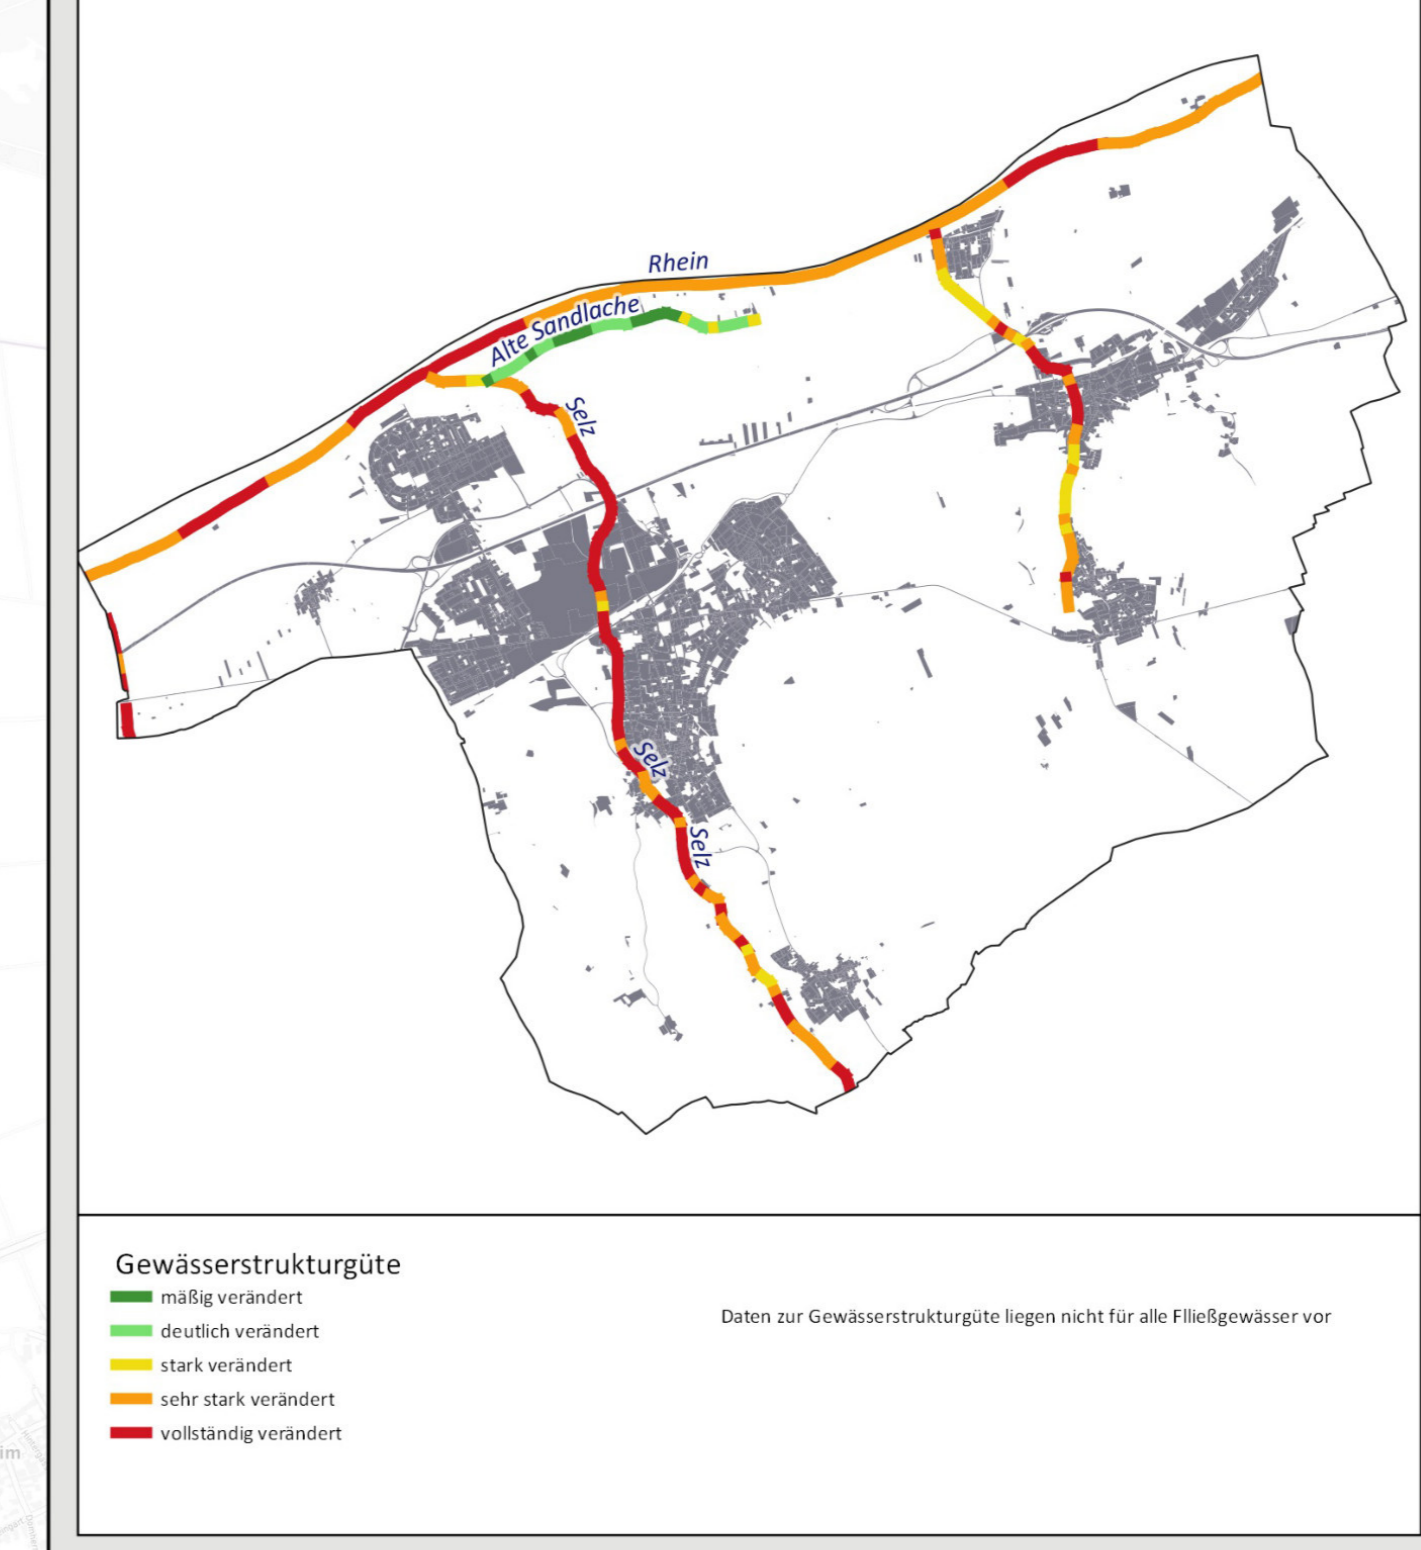 Rhein
Alte Sandlache
Selz
Selz
Selz
Gewässerstrukturgüte
mäßig verändert
deutlich verändert
stark verändert
sehr stark verändert
vollständig verändert
Daten zur Gewässerstrukturgüte liegen nicht für alle Flließgewässer vor
im